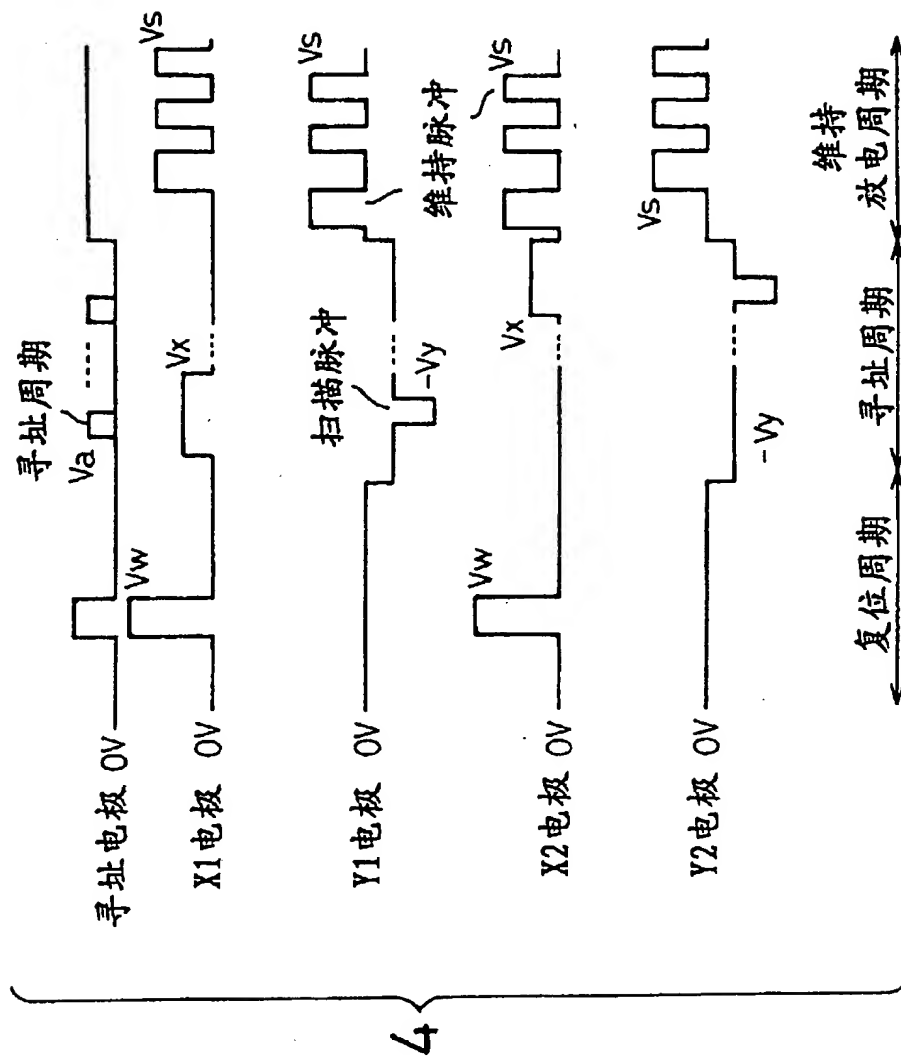 寻址周期
Va
寻址电极 0V
Vw
Vx
Vs
X1电极 0V
Vs
维持脉冲
扫描脉冲
-Vy
Y1电极 0V
Vw
Vx
Vs
X2电极 0V
Vs
-Vy
Y2电极 0V
复位周期
寻址周期
维持
放电周期
4